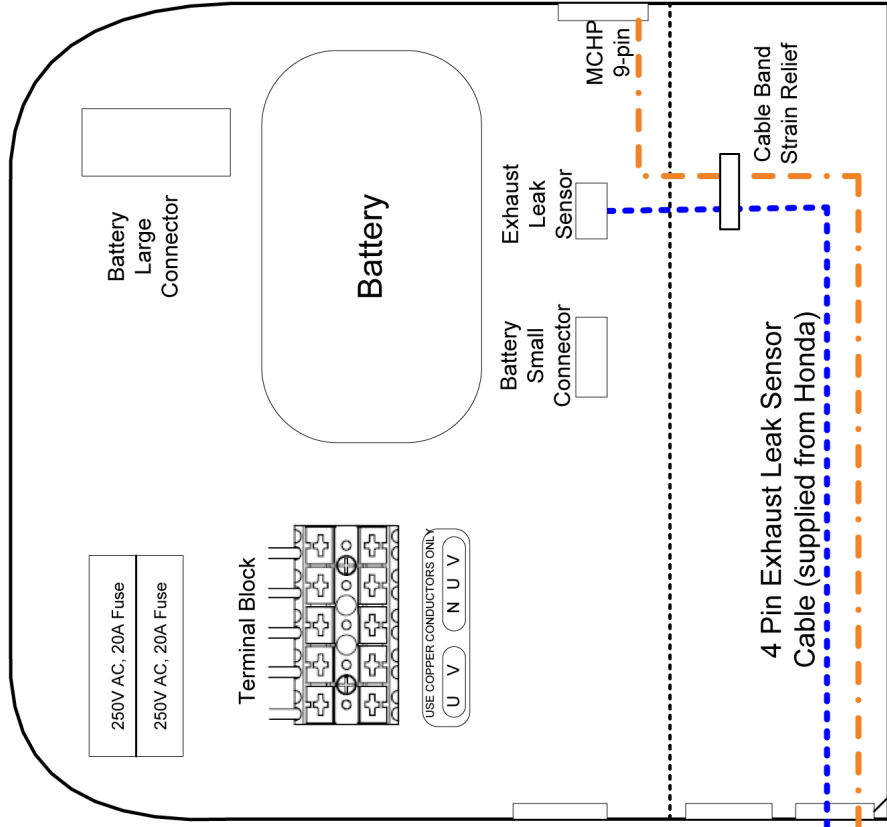 MCHP
9-pin
Cable Band
Strain Relief
Battery
Large
Connector
Battery
Exhaust
Leak
Sensor
Battery
Small
Connector
250V AC, 20A Fuse
250V AC, 20A Fuse
Terminal Block
USE COPPER CONDUCTORS ONLY
U V
N U V
4 Pin Exhaust Leak Sensor
Cable (supplied from Honda)